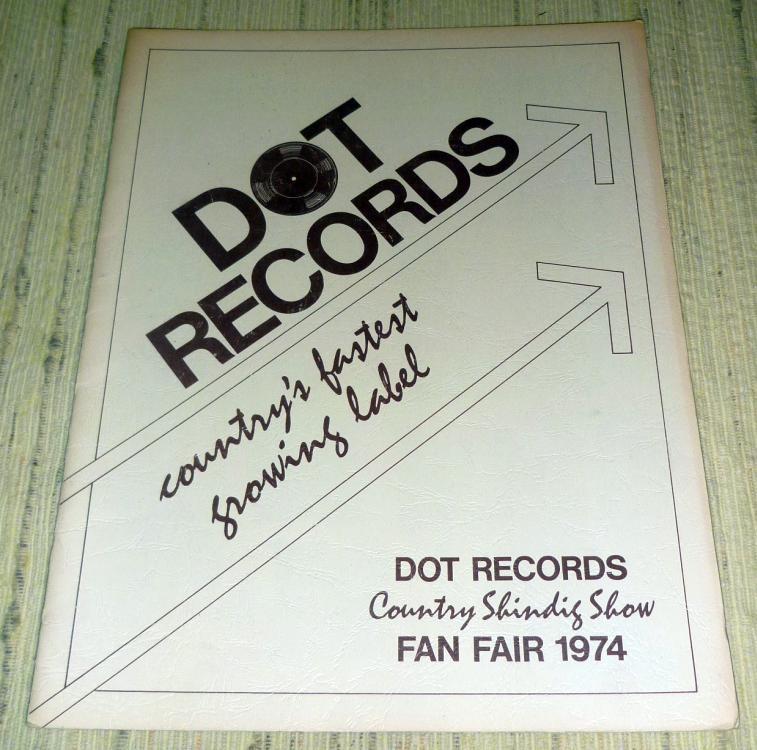 DOT
RECORDS
country's fastest
growing label
DOT RECORDS
Country Shindig Show
FAN FAIR 1974